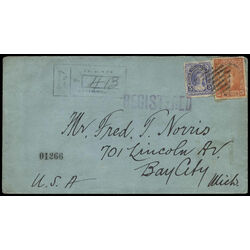 REGISTERED
Mr. Fred T. Norris
701 Lincoln Av.
Bay City
01266
U.S.A
Mich.